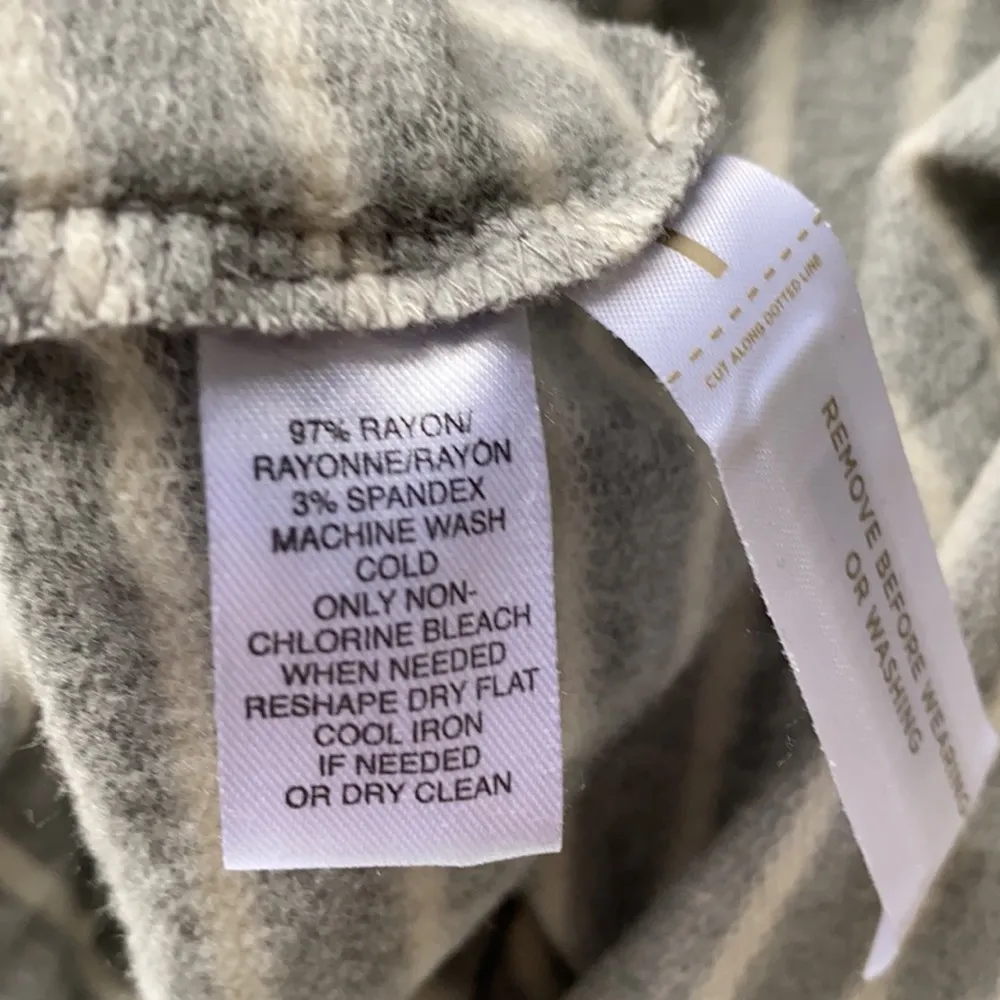 97% RAYON/
RAYONNE/RAYÓN
3% SPANDEX
MACHINE WASH
COLD
ONLY NON-
CHLORINE BLEACH
WHEN NEEDED
RESHAPE DRY FLAT
COOL IRON
IF NEEDED
OR DRY CLEAN
CUT ALONG DOTTED LINE
REMOVE BEFORE WEARING
OR WASHING